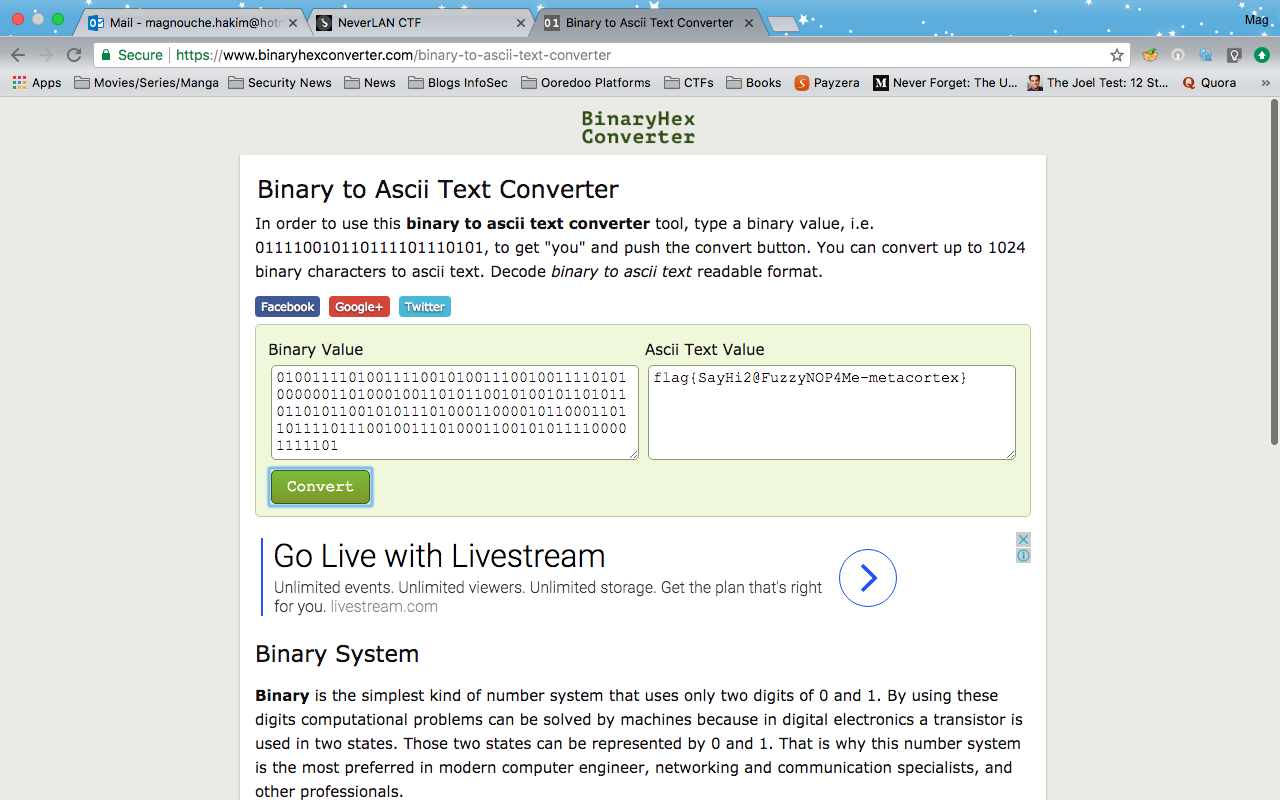 Mail - magnouche.hakim@hotm
NeverLAN CTF
01 Binary to Ascii Text Converter
Mag
Secure https://www.binaryhexconverter.com/binary-to-ascii-text-converter
Apps Movies/Series/Manga Security News News Blogs InfoSec Ooredoo Platforms CTFs Books Payzera Never Forget: The U... The Joel Test: 12 St... Quora »
BinaryHex
Converter
Binary to Ascii Text Converter
In order to use this binary to ascii text converter tool, type a binary value, i.e.
011110010110111101110101, to get "you" and push the convert button. You can convert up to 1024
binary characters to ascii text. Decode binary to ascii text readable format.
Facebook Google+ Twitter
Binary Value Ascii Text Value
flag{SayHi2@FuzzyNOP4Me-metacortex}
1111101
Convert
Go Live with Livestream
Unlimited events. Unlimited viewers. Unlimited storage. Get the plan that's right
for you. livestream.com
Binary System
Binary is the simplest kind of number system that uses only two digits of 0 and 1. By using these
digits computational problems can be solved by machines because in digital electronics a transistor is
used in two states. Those two states can be represented by 0 and 1. That is why this number system
is the most preferred in modern computer engineer, networking and communication specialists, and
other professionals.